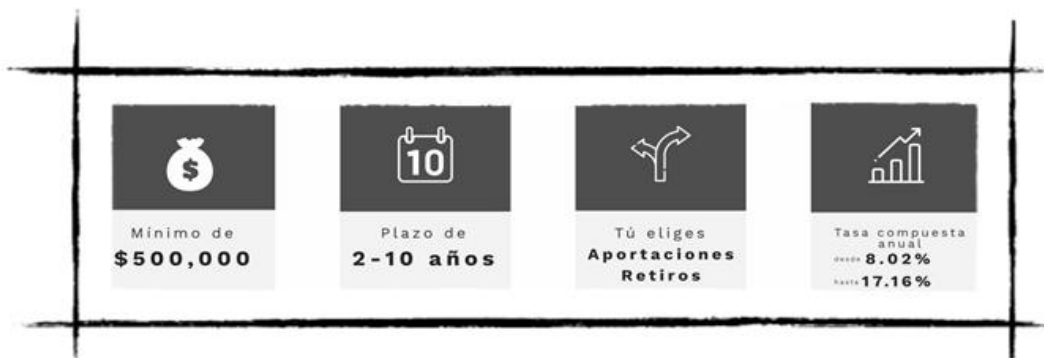 $
Mínimo de
$500,000
10
Plazo de
2-10 años
Tú eliges
Aportaciones
Retiros
Tasa compuesta
anual
desde 8.02%
hasta 17.16%